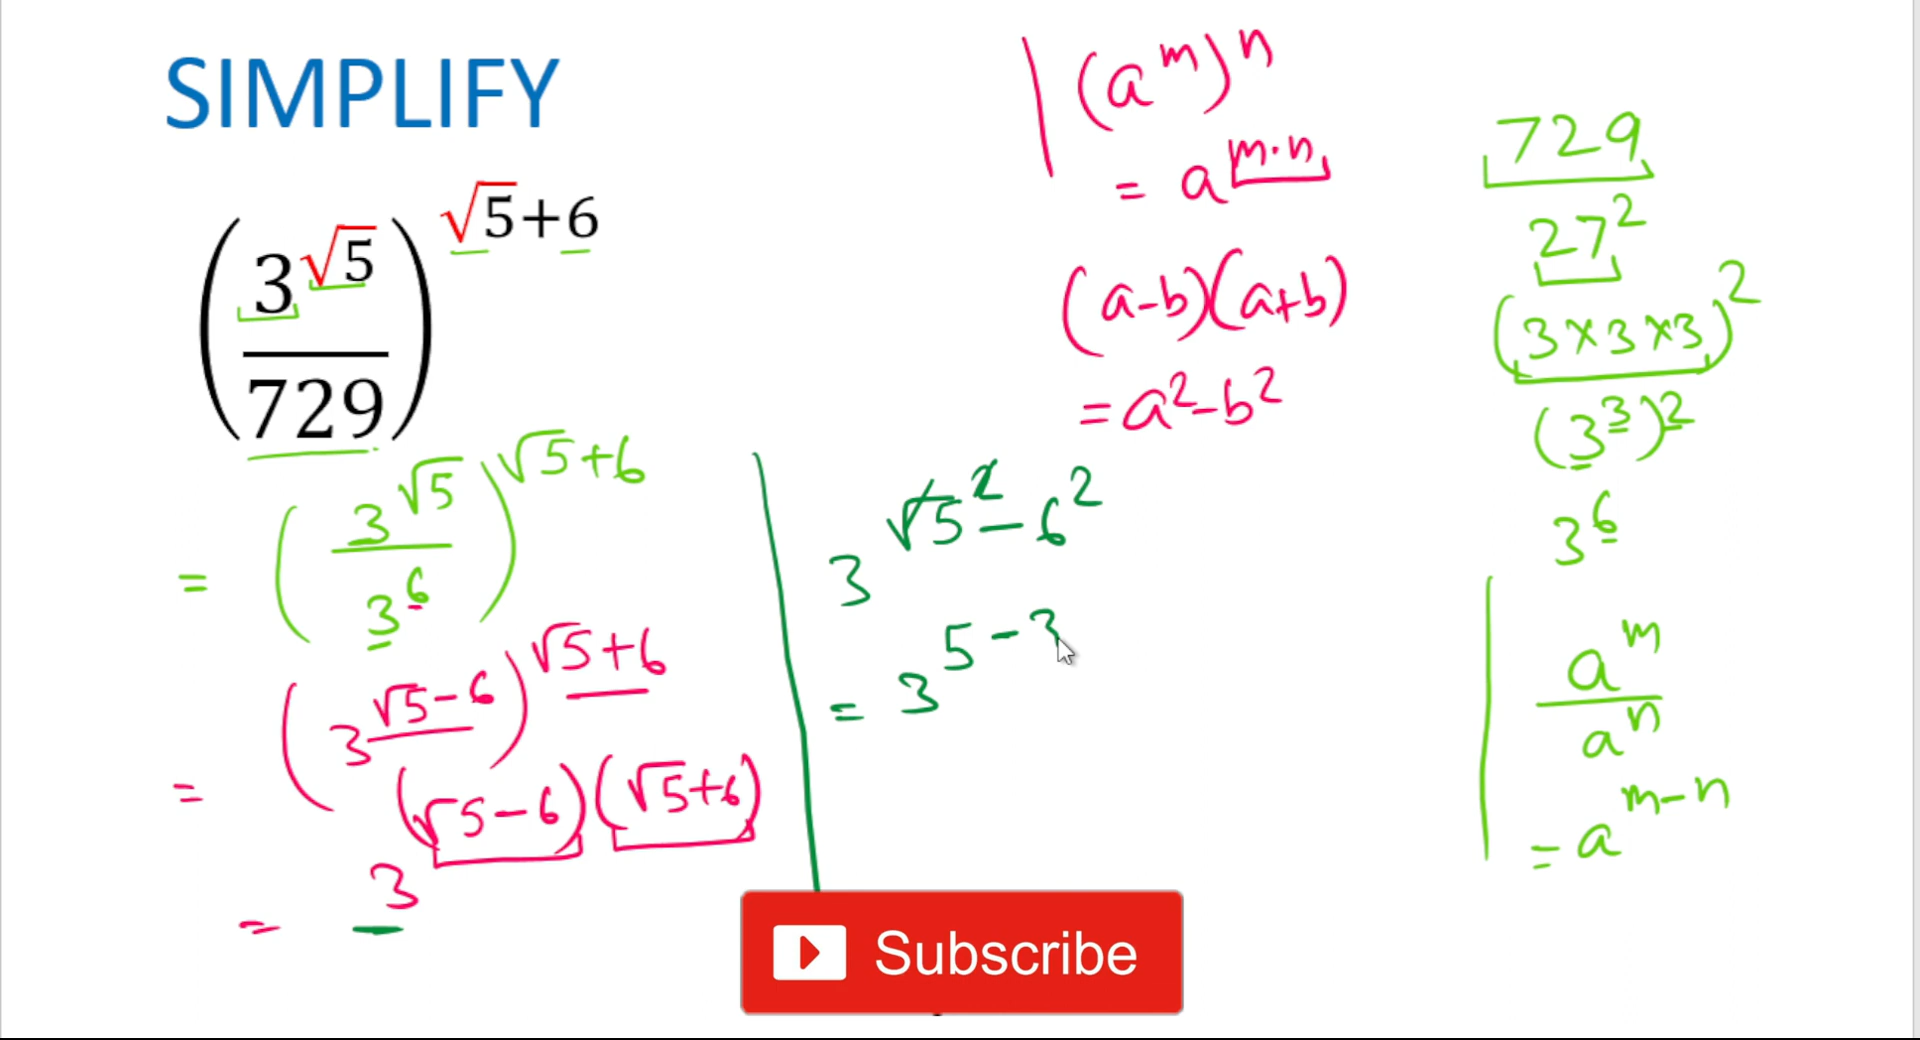 SIMPLIFY
(3^√5 / 729)^√5+6
= (3^√5 / 3^6)^√5+6
= (3^√5-6)^√5+6
= 3^(√5-6)(√5+6)
3^√5^2-6^2
= 3^5-3
(a^m)^n
= a^m·n
(a-b)(a+b)
= a^2-b^2
729
27^2
(3×3×3)^2
(3^3)^2
3^6
a^m / a^n
= a^m-n
Subscribe